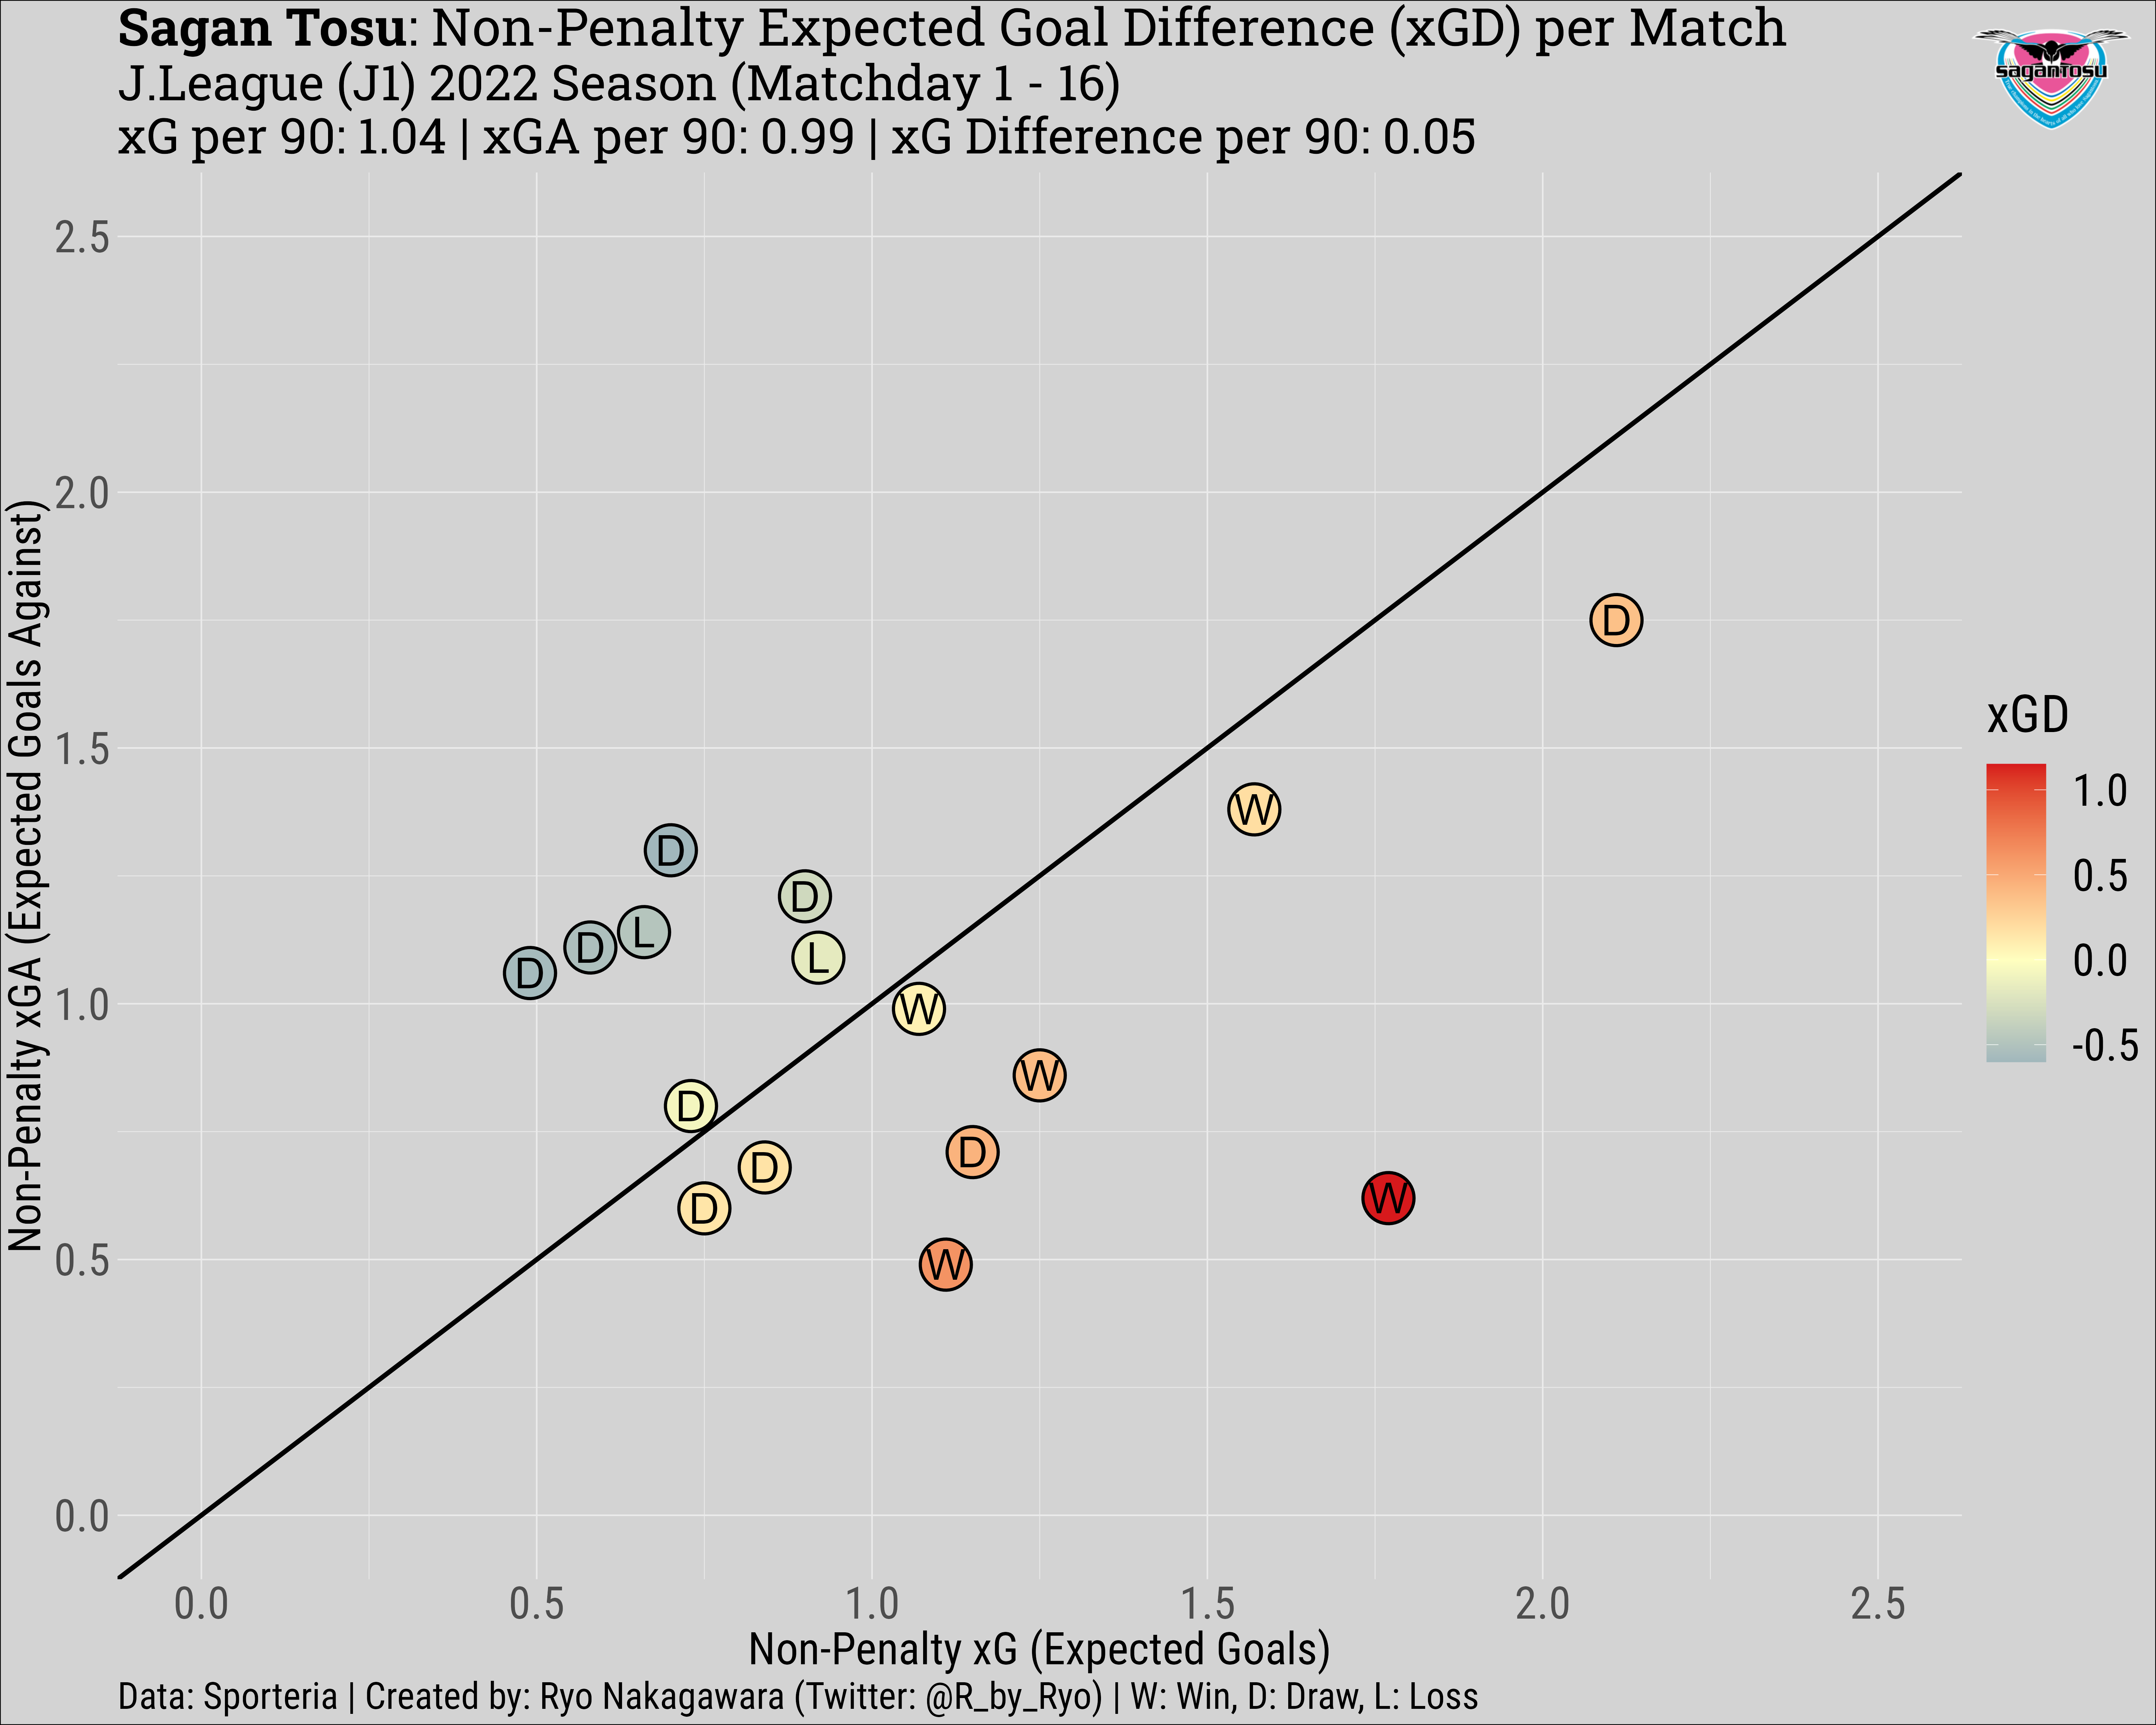 Sagan Tosu: Non-Penalty Expected Goal Difference (xGD) per Match
J.League (J1) 2022 Season (Matchday 1 - 16)
xG per 90: 1.04 | xGA per 90: 0.99 | xG Difference per 90: 0.05
sagantosu
2.5
2.0
1.5
1.0
0.5
0.0
Non-Penalty xGA (Expected Goals Against)
D
W
D
D
L
D
L
D
W
W
D
D
D
W
D
W
xGD
1.0
0.5
0.0
-0.5
0.0
0.5
1.0
1.5
2.0
2.5
Non-Penalty xG (Expected Goals)
Data: Sporteria | Created by: Ryo Nakagawara (Twitter: @R_by_Ryo) | W: Win, D: Draw, L: Loss